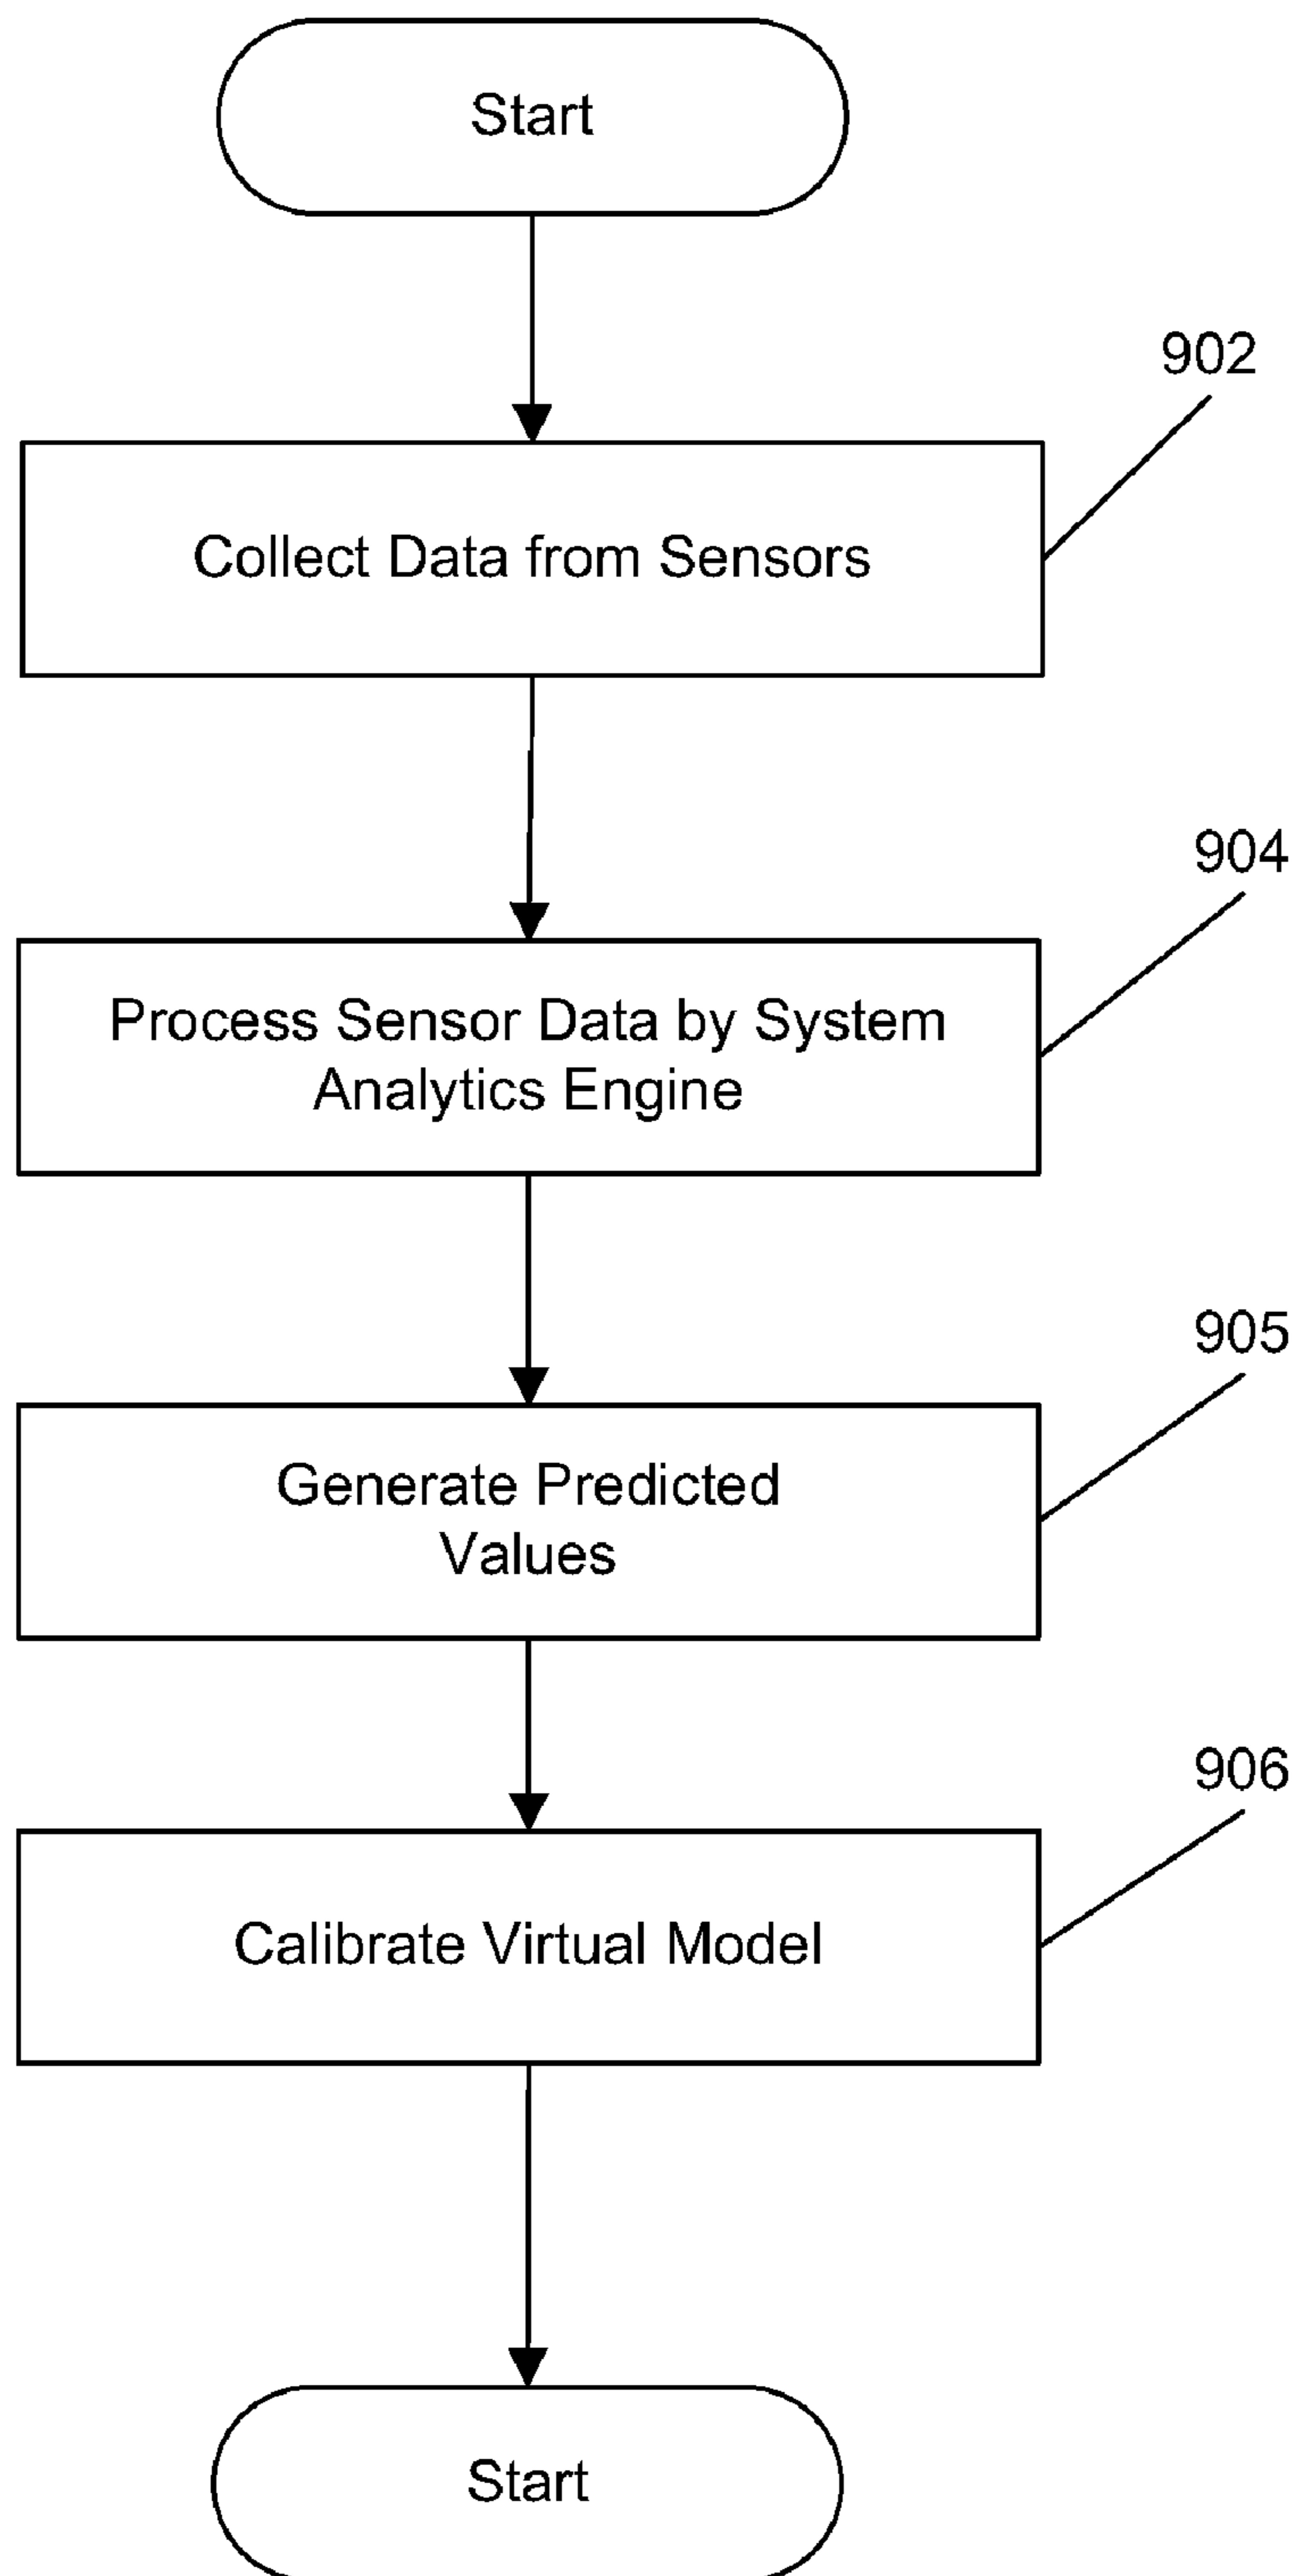 Start
902
Collect Data from Sensors
904
Process Sensor Data by System
Analytics Engine
905
Generate Predicted
Values
906
Calibrate Virtual Model
Start